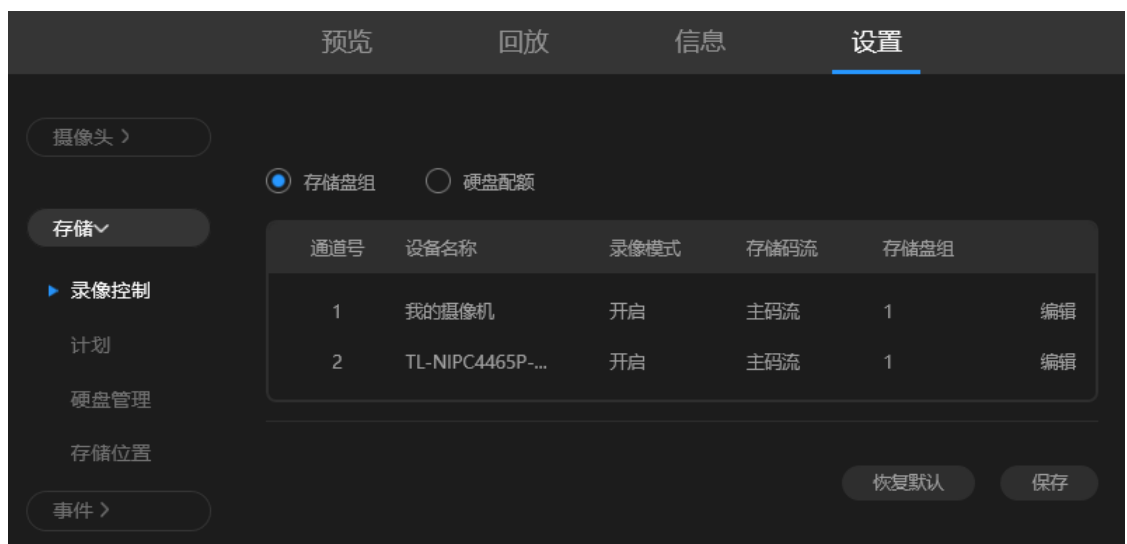 预览 回放 信息 设置
摄像头
存储盘组 硬盘配额
存储
通道号 设备名称 录像模式 存储码流 存储盘组
录像控制
1 我的摄像机 开启 主码流 1 编辑
计划
2 TL-NIPC4465P-... 开启 主码流 1 编辑
硬盘管理
存储位置
恢复默认 保存
事件